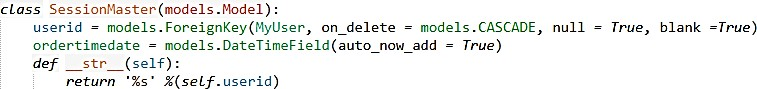 class SessionMaster(models.Model):
userid = models.ForeignKey(MyUser, on_delete = models.CASCADE, null = True, blank =True)
ordertimedate = models.DateTimeField(auto_now_add = True)
def __str__(self):
return '%s' %(self.userid)